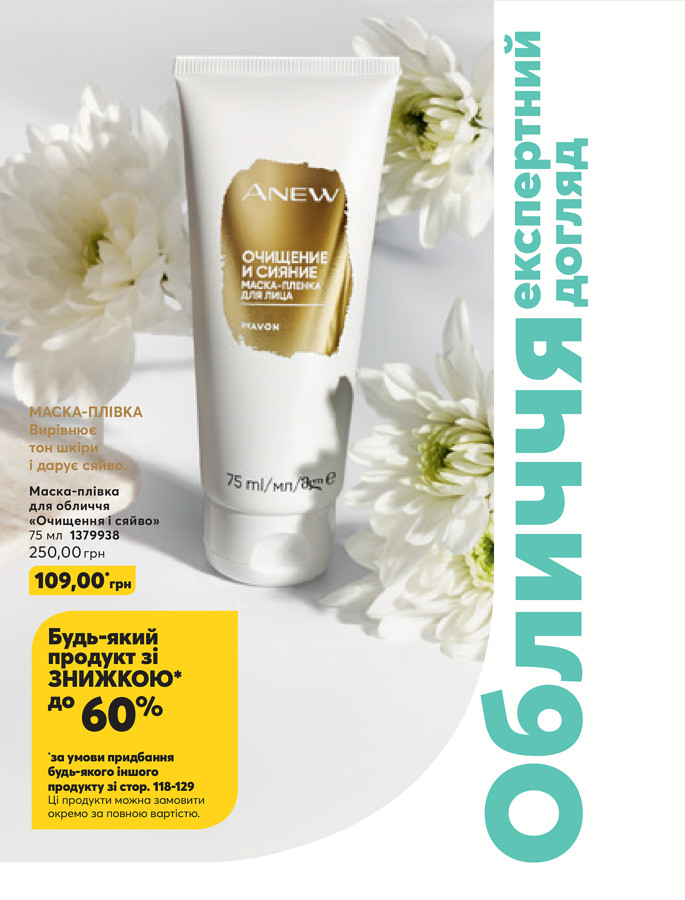 експертний
догляд
Обличчя
ANEW
ОЧИЩЕНИЕ
И СИЯНИЕ
МАСКА-ПЛЕНКА
ДЛЯ ЛИЦА
BY AVON
75 ml/мл/გրm e
МАСКА-ПЛІВКА
Вирівнює
тон шкіри
і дарує сяйво.
Маска-плівка
для обличчя
«Очищення і сяйво»
75 мл 1379938
250,00 грн
109,00*грн
Будь-який
продукт зі
ЗНИЖКОЮ*
до 60%
*за умови придбання
будь-якого іншого
продукту зі стор. 118-129
Ці продукти можна замовити
окремо за повною вартістю.